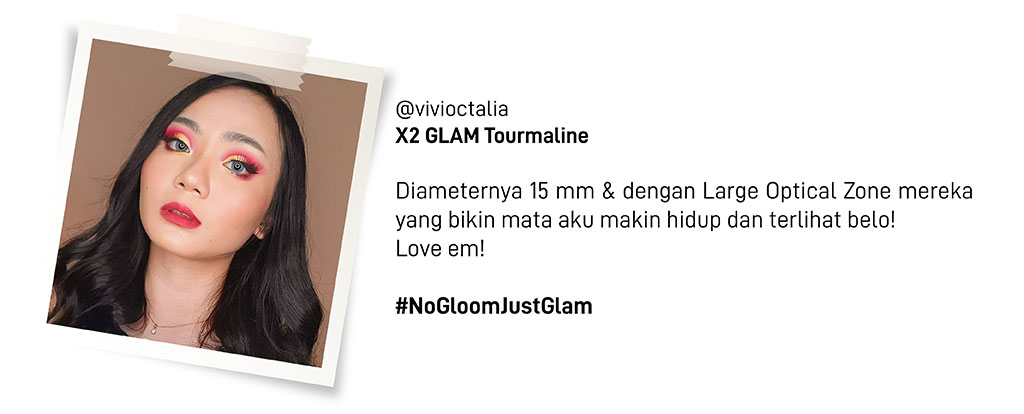 @vivioctalia
X2 GLAM Tourmaline
Diameternya 15 mm & dengan Large Optical Zone mereka
yang bikin mata aku makin hidup dan terlihat belo!
Love em!
#NoGloomJustGlam